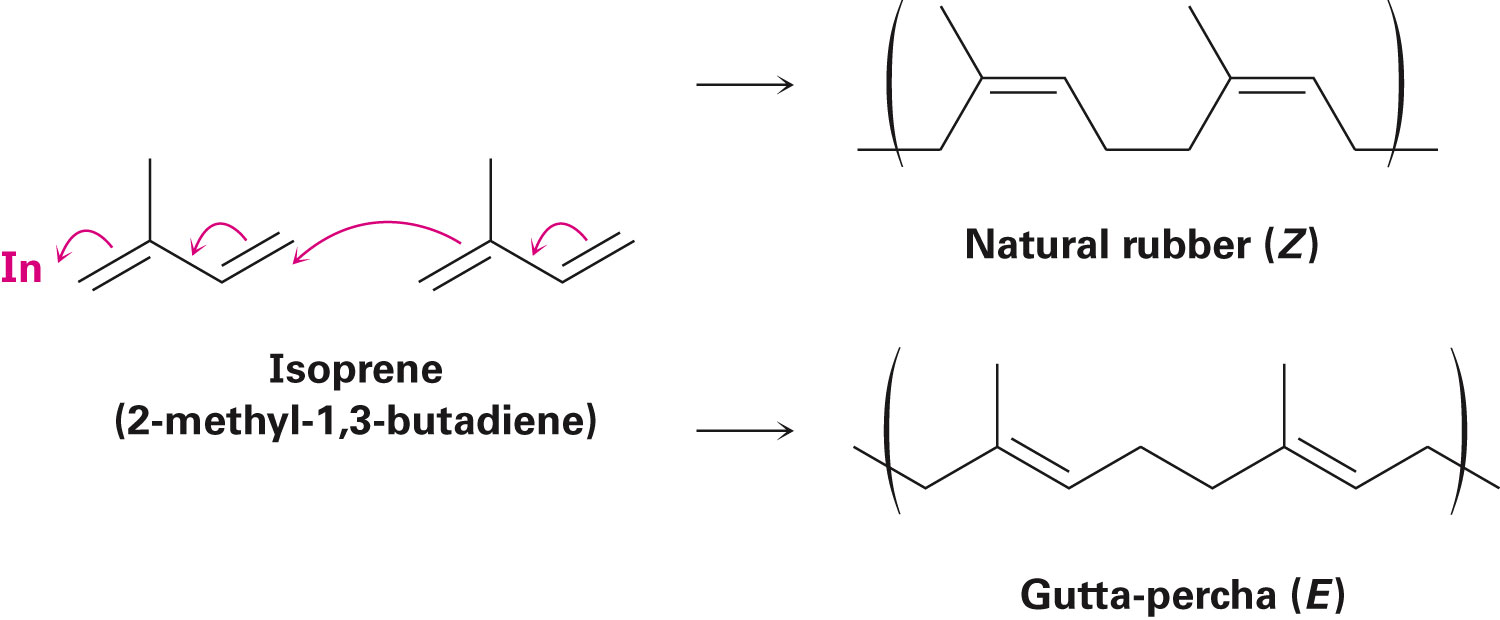 In
Isoprene
(2-methyl-1,3-butadiene)
Natural rubber (Z)
Gutta-percha (E)